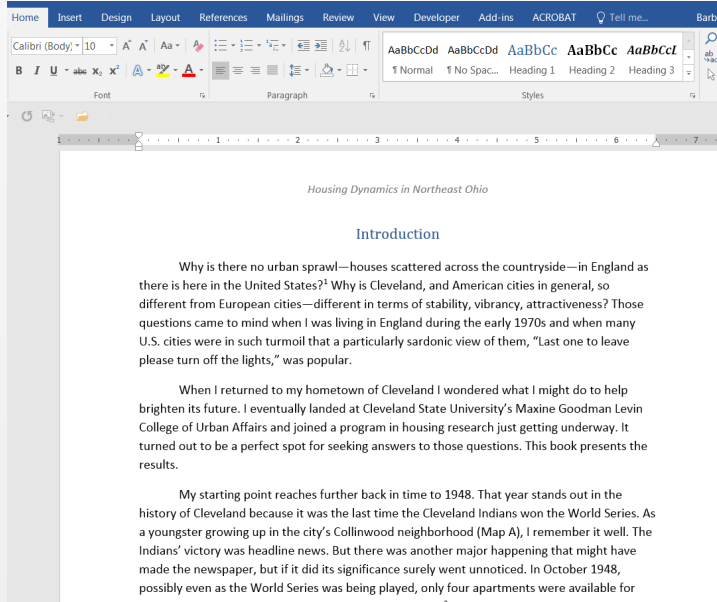 Home Insert Design Layout References Mailings Review View Developer Add-ins ACROBAT Tell me... Barb
Calibri (Body) 10 A A Aa
AaBbCcDd AaBbCcDd AaBbCc AaBbCc AaBbCcL
B I U abc X₂ X² A aby A
¶ Normal ¶ No Spac... Heading 1 Heading 2 Heading 3
Font Paragraph Styles
1 1 2 3 4 5 6 7
Housing Dynamics in Northeast Ohio
Introduction
Why is there no urban sprawl—houses scattered across the countryside—in England as
there is here in the United States?¹ Why is Cleveland, and American cities in general, so
different from European cities—different in terms of stability, vibrancy, attractiveness? Those
questions came to mind when I was living in England during the early 1970s and when many
U.S. cities were in such turmoil that a particularly sardonic view of them, “Last one to leave
please turn off the lights,” was popular.
When I returned to my hometown of Cleveland I wondered what I might do to help
brighten its future. I eventually landed at Cleveland State University’s Maxine Goodman Levin
College of Urban Affairs and joined a program in housing research just getting underway. It
turned out to be a perfect spot for seeking answers to those questions. This book presents the
results.
My starting point reaches further back in time to 1948. That year stands out in the
history of Cleveland because it was the last time the Cleveland Indians won the World Series. As
a youngster growing up in the city’s Collinwood neighborhood (Map A), I remember it well. The
Indians’ victory was headline news. But there was another major happening that might have
made the newspaper, but if it did its significance surely went unnoticed. In October 1948,
possibly even as the World Series was being played, only four apartments were available for